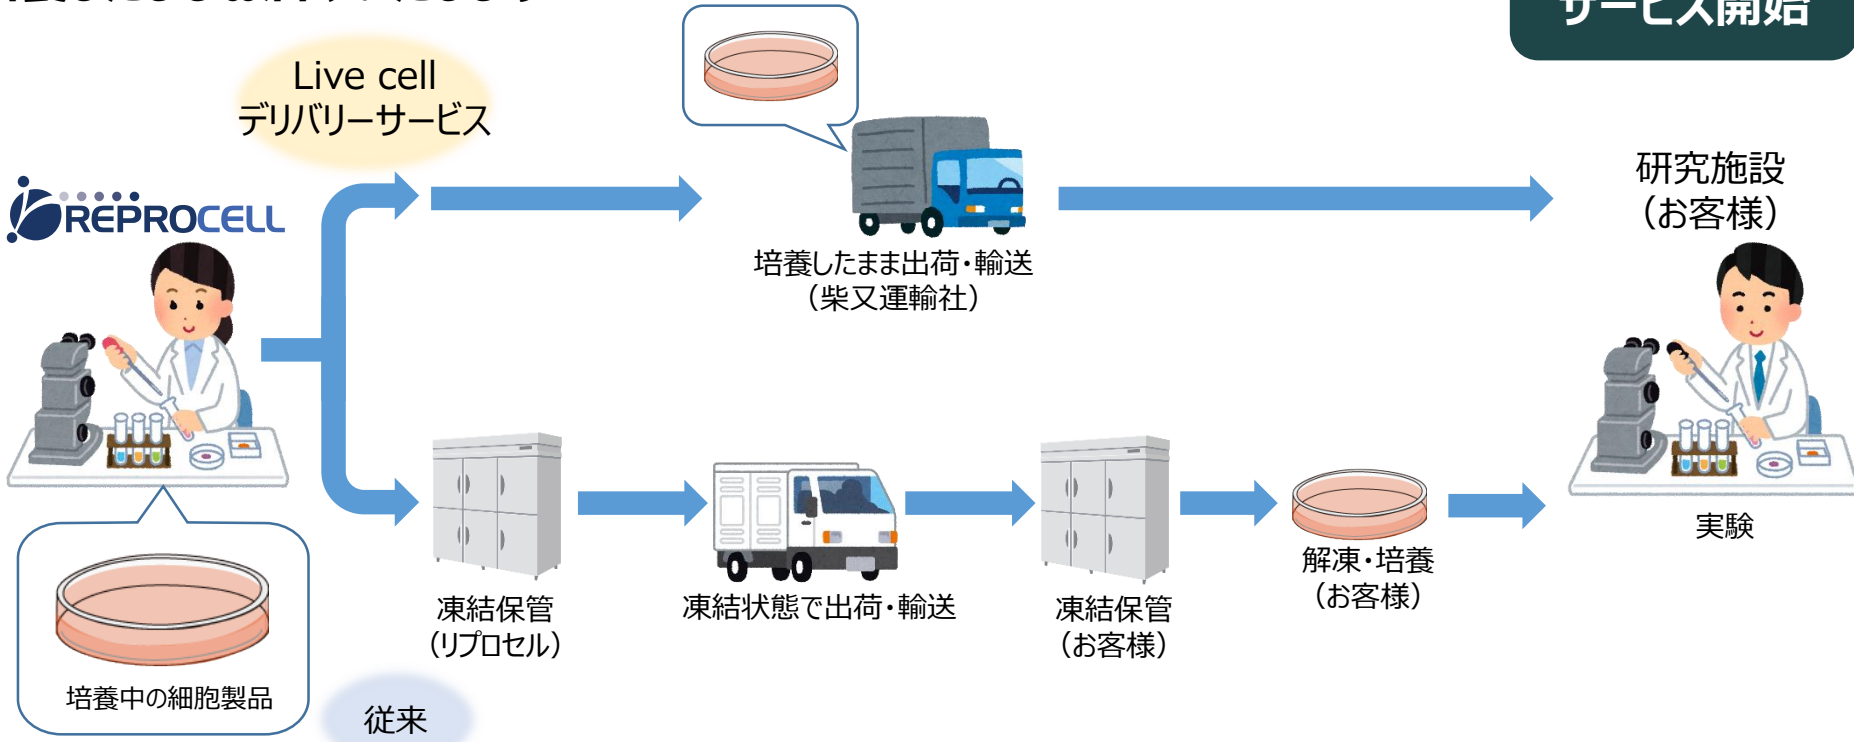 サービス開始
Live cell
デリバリーサービス
REPROCELL
研究施設
（お客様）
培養したまま出荷・輸送
（柴又運輸社）
実験
凍結保管
（リプロセル）
凍結状態で出荷・輸送
凍結保管
（お客様）
解凍・培養
（お客様）
培養中の細胞製品
従来